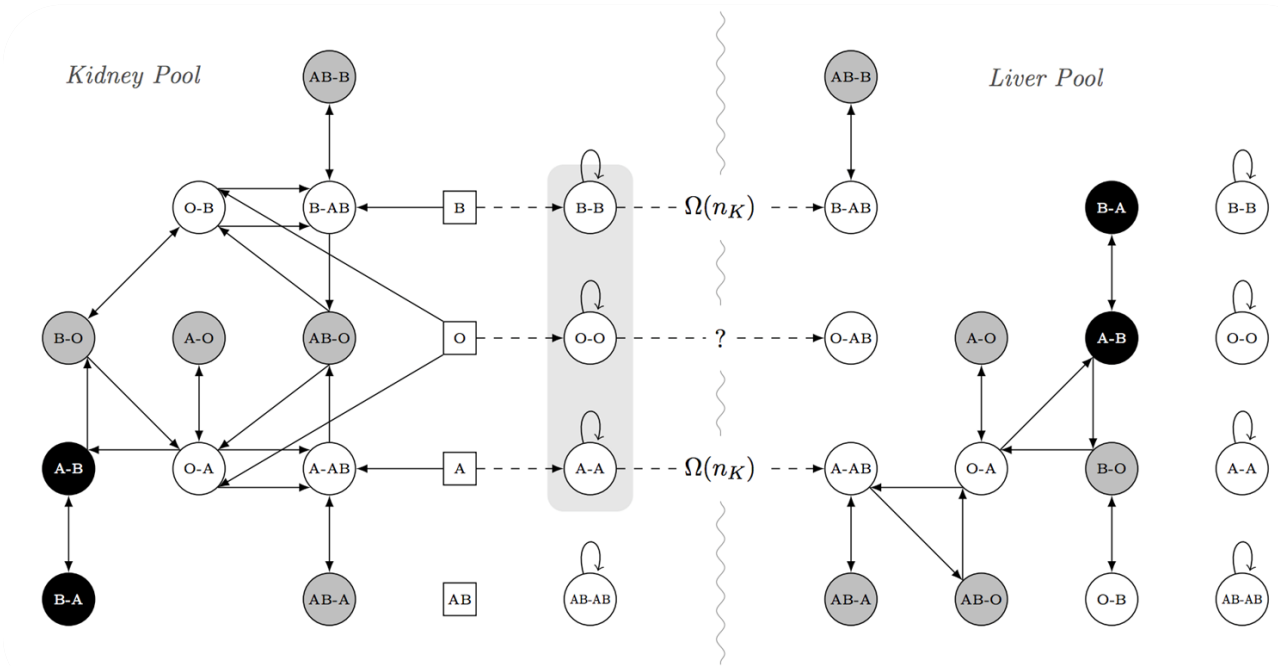 AB-B
AB-B
Kidney Pool
Liver Pool
O-B
B-AB
B
B-B
Ω(n_K)
B-AB
B-A
B-B
B-O
A-O
AB-O
O
O-O
?
O-AB
A-O
A-B
O-O
A-B
O-A
A-AB
A
A-A
Ω(n_K)
A-AB
O-A
B-O
A-A
B-A
AB-A
AB
AB-AB
AB-A
AB-O
O-B
AB-AB